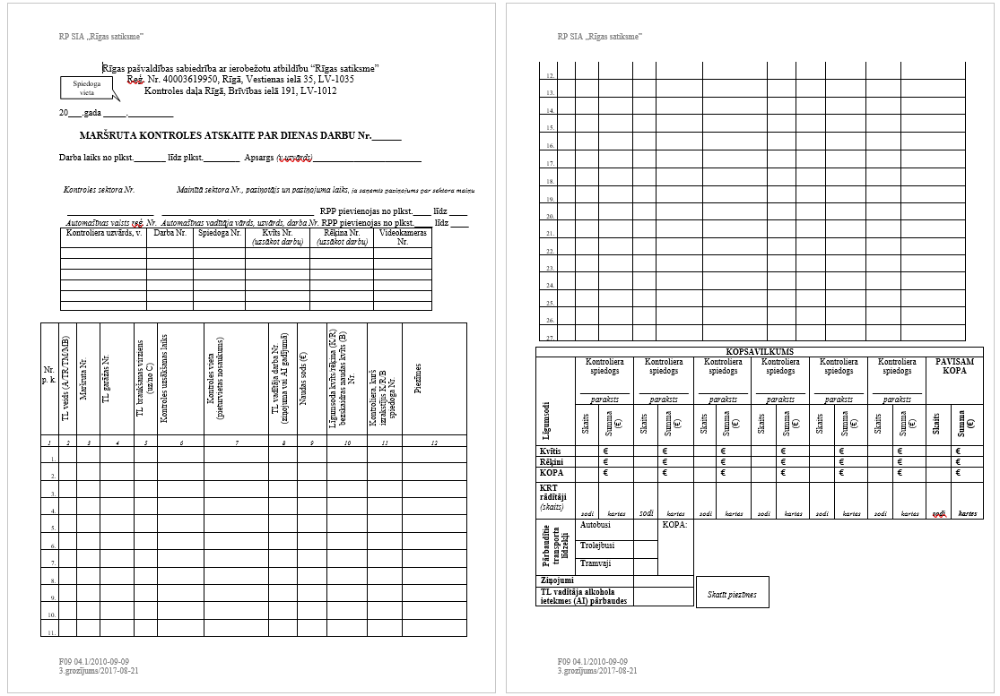 RP SIA „Rīgas satiksme”
Rīgas pašvaldības sabiedrība ar ierobežotu atbildību “Rīgas satiksme”
Reģ. Nr. 40003619950, Rīgā, Vestienas ielā 35, LV-1035
Kontroles daļa Rīgā, Brīvības ielā 191, LV-1012
Spiedoga
vieta
20___.gada _____.__________
MARŠRUTA KONTROLES ATSKAITE PAR DIENAS DARBU Nr.______
Darba laiks no plkst._______ līdz plkst.________ Apsargs (v.uzvārds)________________________
Kontroles sektora Nr. Mainītā sektora Nr., paziņotājs un paziņojuma laiks, ja saņemts paziņojums par sektora maiņu
RPP pievienojas no plkst.____ līdz ____
Automašīnas vaists reģ. Nr. Automašīnas vadītāja vārds, uzvārds, darba Nr. RPP pievienojas no plkst.____ līdz ____
Kontroliera uzvārds, v. Darba Nr. Spiedoga Nr. Kvīts Nr. Rēķina Nr. Videokameras
(uzsākot darbu) (uzsākot darbu) Nr.
Nr.
p. k.
TL veids (A/TR/TM/MB)
Maršruta Nr.
TL garāžas Nr.
TL braukšanas virziens
(uz/no C)
Kontroles uzsākšanas laiks
Kontroles vieta
(pieturvietas nosaukums)
TL vadītāja darba Nr.
(ziņojuma vai AI gadījumā)
Naudas sods (€)
Līgumsoda kvīts/rēķina (K/R)
bezskaidras naudas kvīts (B)
Nr.
Kontroliera, kurš
izrakstījis K/R/B
spiedoga Nr.
Piezīmes
1 2 3 4 5 6 7 8 9 10 11 12
1.
2.
3.
4.
5.
6.
7.
8.
9.
10.
11.
F09 04.1/2010-09-09
3.grozījums/2017-08-21
RP SIA „Rīgas satiksme”
12.
13.
14.
15.
16.
17.
18.
19.
20.
21.
22.
23.
24.
25.
26.
27.
KOPSAVILKUMS
Līgumsodi
Kontroliera Kontroliera Kontroliera Kontroliera Kontroliera Kontroliera PAVISAM
spiedogs spiedogs spiedogs spiedogs spiedogs spiedogs KOPA
paraksts paraksts paraksts paraksts paraksts paraksts
Skaits Summa (€) Skaits Summa (€) Skaits Summa (€) Skaits Summa (€) Skaits Summa (€) Skaits Summa (€) Skaits Summa (€)
Kvītis € € € € € € €
Rēķini € € € € € € €
KOPA € € € € € € €
KRT
rādītāji
(skaits)
sodi kartes sodi kartes sodi kartes sodi kartes sodi kartes sodi kartes sodi kartes
Pārbaudītie
transporta
līdzekļi
Autobusi KOPA:
Trolejbusi
Tramvaji
Ziņojumi
TL vadītāja alkohola
ietekmes (AI) pārbaudes
Skatīt piezīmes
F09 04.1/2010-09-09
3.grozījums/2017-08-21